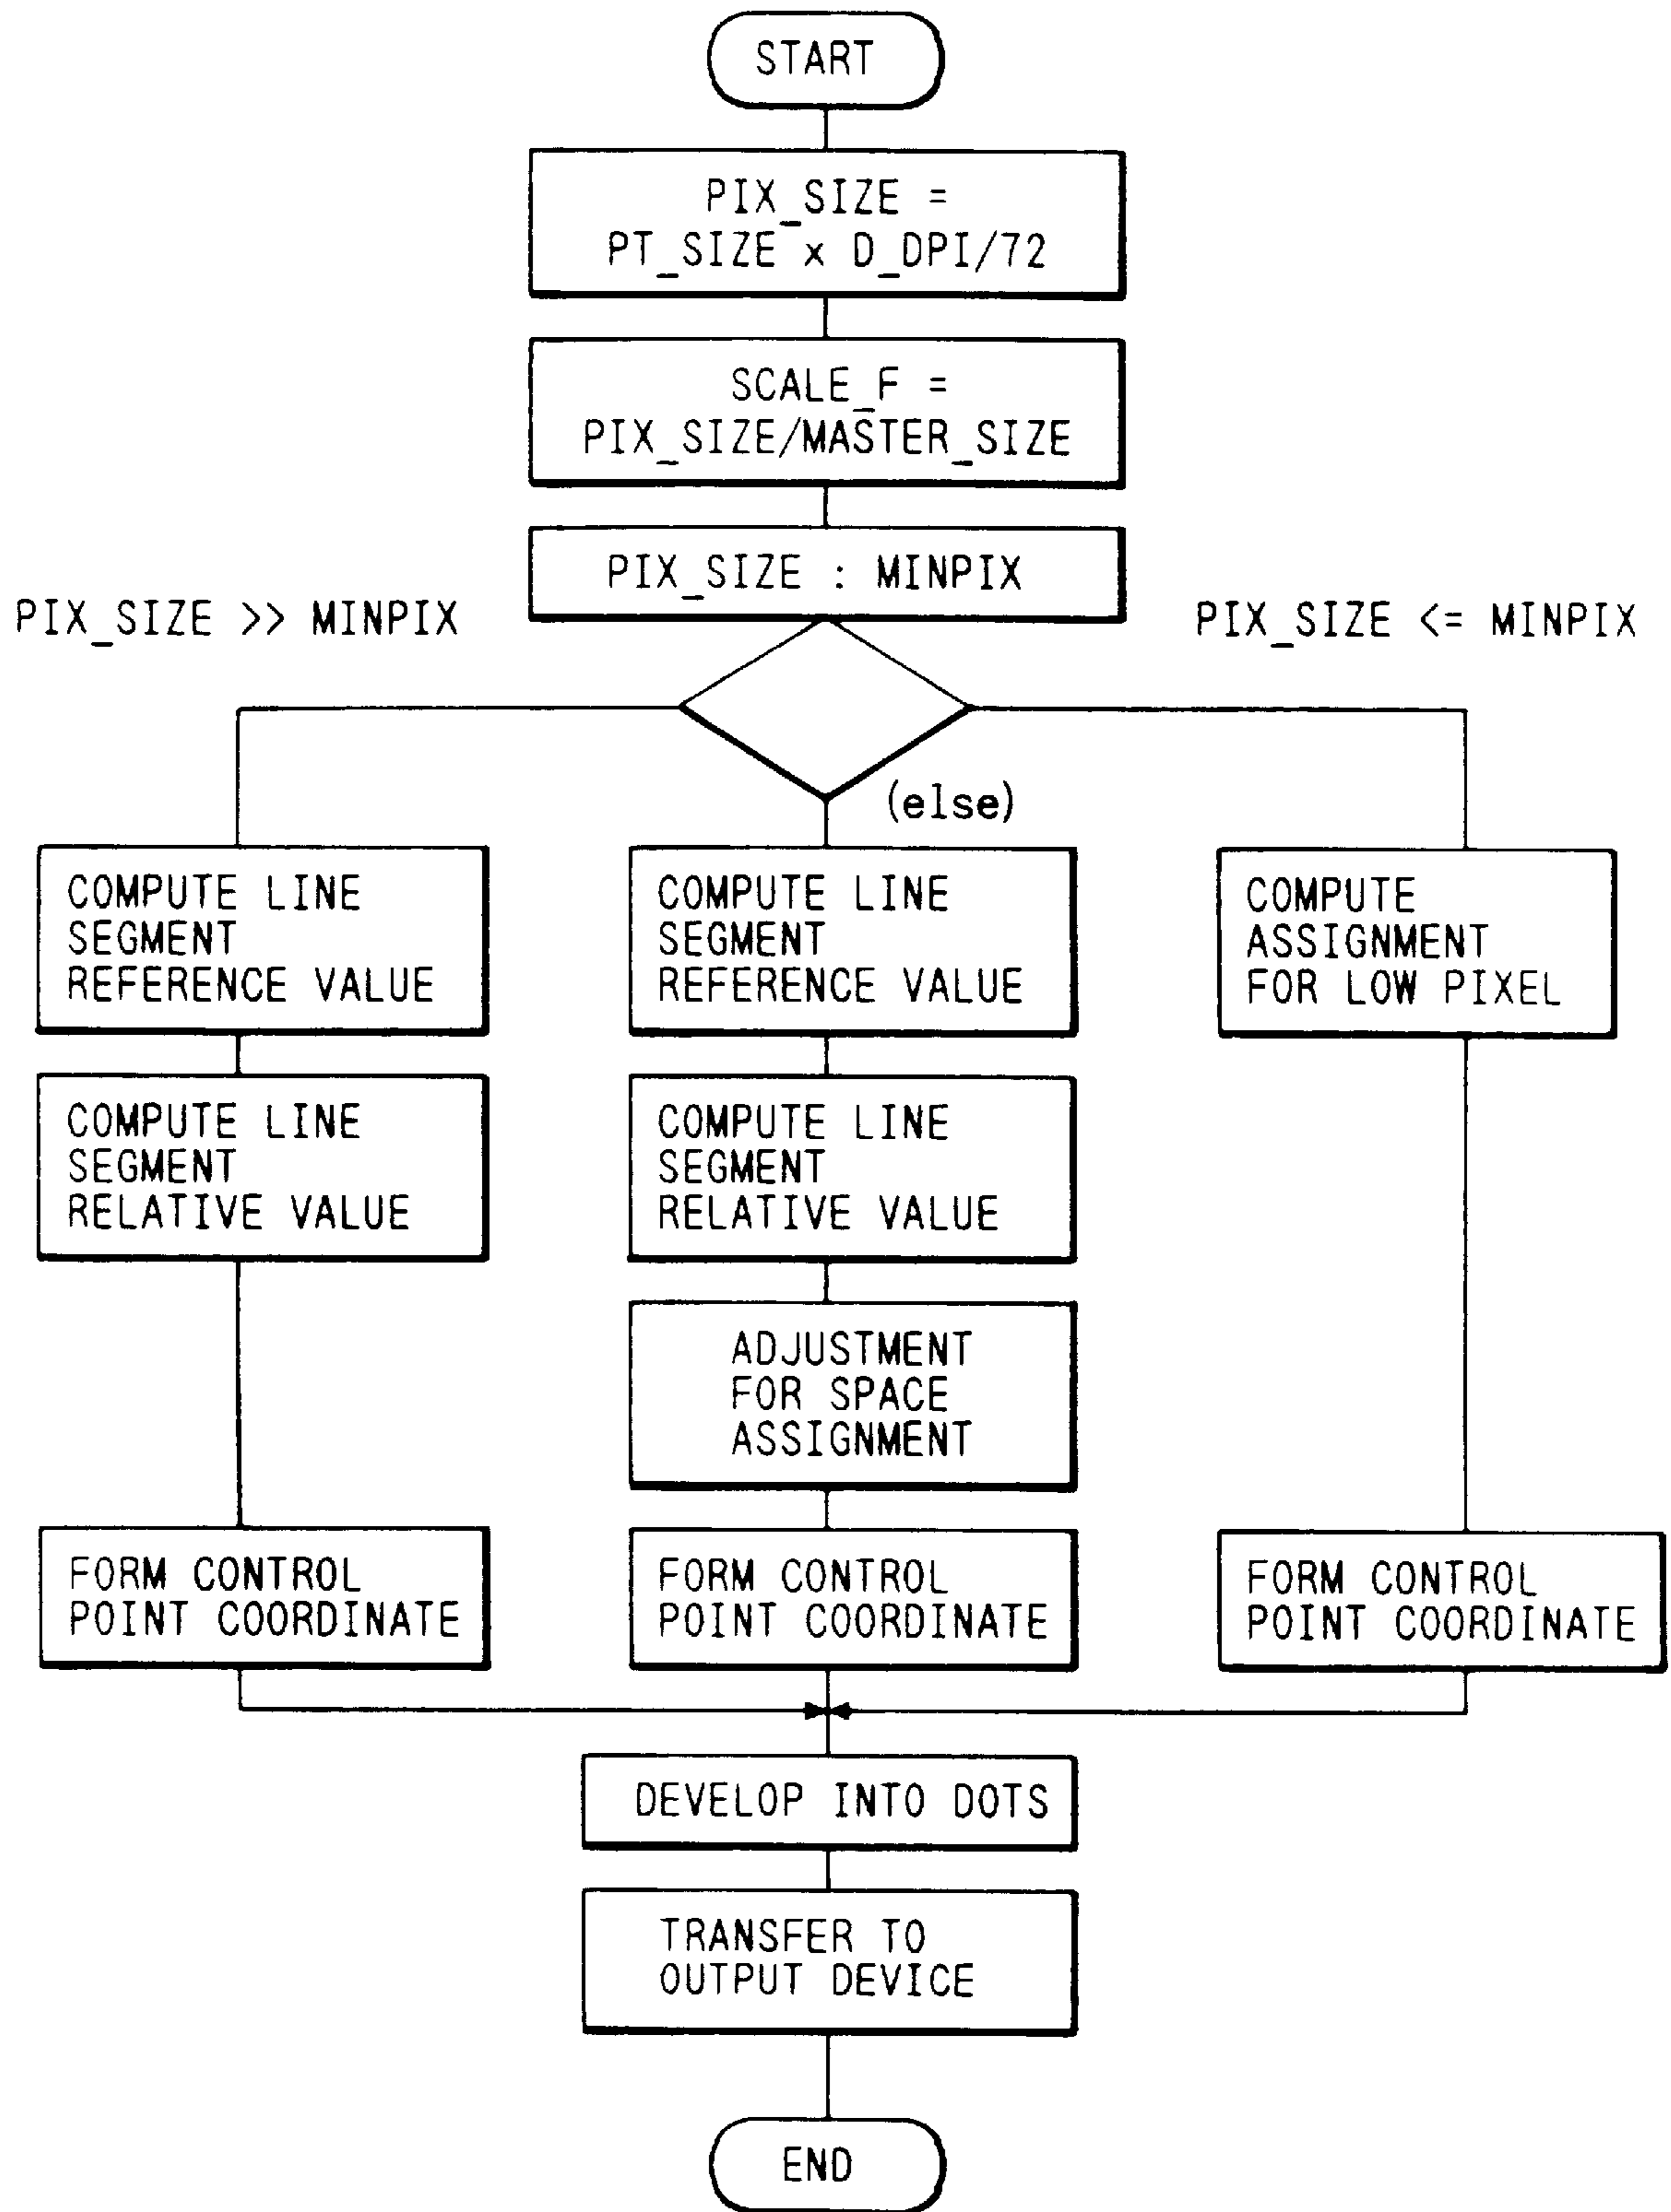 START
PIX_SIZE =
PT_SIZE x D_DPI/72
SCALE_F =
PIX_SIZE/MASTER_SIZE
PIX_SIZE : MINPIX
PIX_SIZE >> MINPIX
PIX_SIZE <= MINPIX
(else)
COMPUTE LINE
SEGMENT
REFERENCE VALUE
COMPUTE LINE
SEGMENT
RELATIVE VALUE
FORM CONTROL
POINT COORDINATE
COMPUTE LINE
SEGMENT
REFERENCE VALUE
COMPUTE LINE
SEGMENT
RELATIVE VALUE
ADJUSTMENT
FOR SPACE
ASSIGNMENT
FORM CONTROL
POINT COORDINATE
COMPUTE
ASSIGNMENT
FOR LOW PIXEL
FORM CONTROL
POINT COORDINATE
DEVELOP INTO DOTS
TRANSFER TO
OUTPUT DEVICE
END